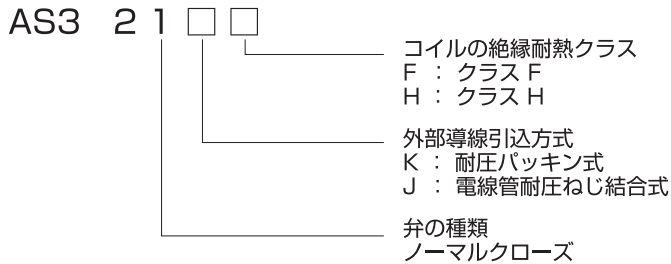 AS3 2 1 □ □
コイルの絶縁耐熱クラス
F : クラス F
H : クラス H
外部導線引込方式
K : 耐圧パッキン式
J : 電線管耐圧ねじ結合式
弁の種類
ノーマルクローズ